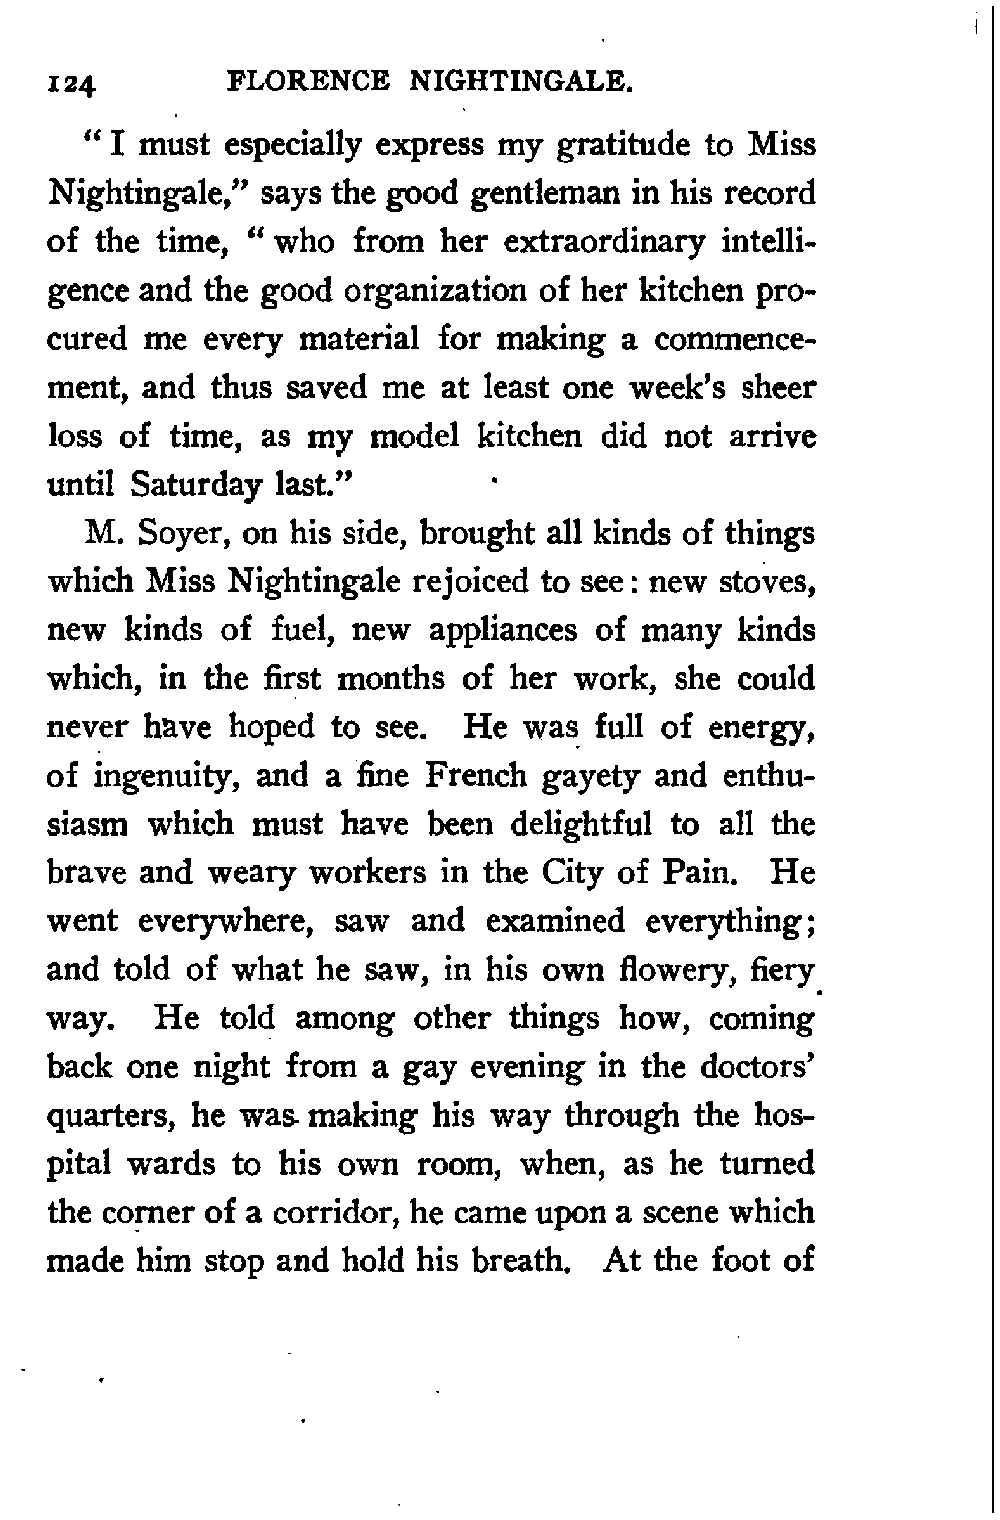 124 FLORENCE NIGHTINGALE.
“ I must especially express my gratitude to Miss
Nightingale,” says the good gentleman in his record
of the time, “ who from her extraordinary intelli-
gence and the good organization of her kitchen pro-
cured me every material for making a commence-
ment, and thus saved me at least one week’s sheer
loss of time, as my model kitchen did not arrive
until Saturday last.”
M. Soyer, on his side, brought all kinds of things
which Miss Nightingale rejoiced to see: new stoves,
new kinds of fuel, new appliances of many kinds
which, in the first months of her work, she could
never have hoped to see. He was full of energy,
of ingenuity, and a fine French gayety and enthu-
siasm which must have been delightful to all the
brave and weary workers in the City of Pain. He
went everywhere, saw and examined everything;
and told of what he saw, in his own flowery, fiery
way. He told among other things how, coming
back one night from a gay evening in the doctors’
quarters, he was making his way through the hos-
pital wards to his own room, when, as he turned
the corner of a corridor, he came upon a scene which
made him stop and hold his breath. At the foot of